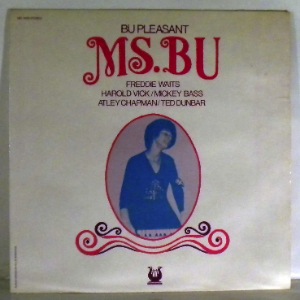 BU PLEASANT
MS.BU
FREDDIE WAITS
HAROLD VICK/MICKEY BASS
ATLEY CHAPMAN/TED DUNBAR